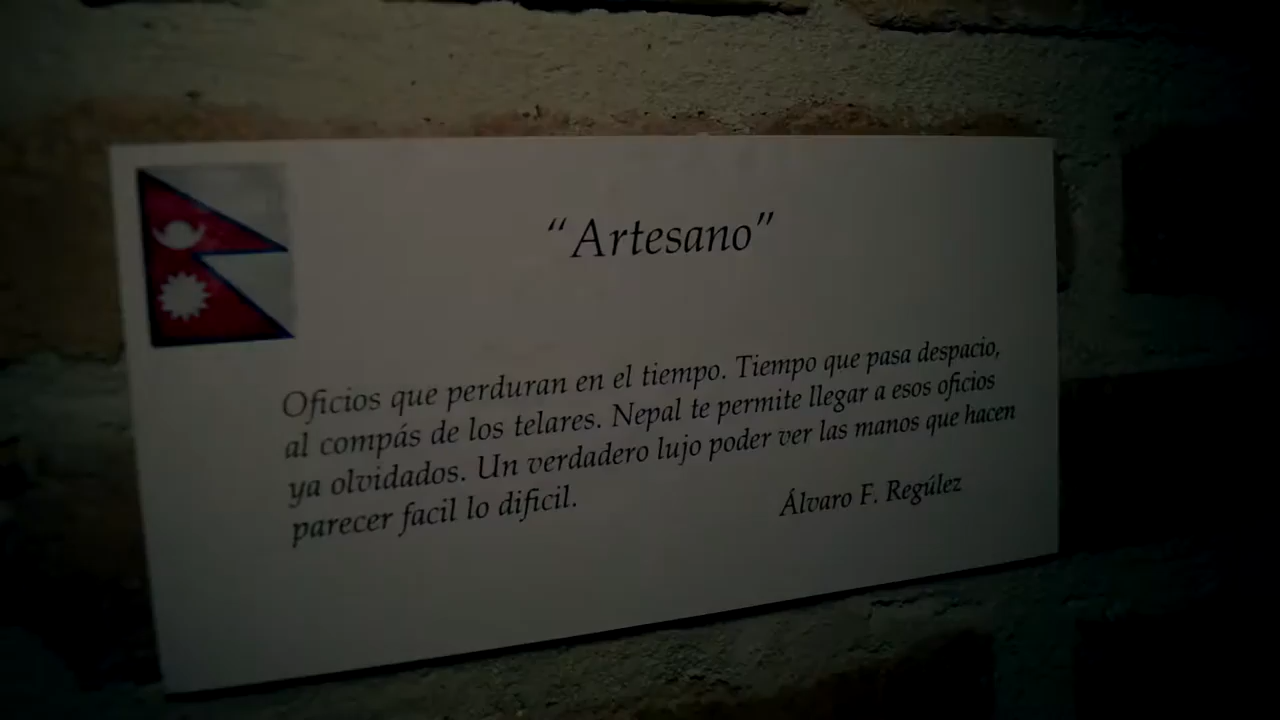 “Artesano”
Oficios que perduran en el tiempo. Tiempo que pasa despacio,
al compás de los telares. Nepal te permite llegar a esos oficios
ya olvidados. Un verdadero lujo poder ver las manos que hacen
parecer facil lo dificil.
Álvaro F. Regúlez